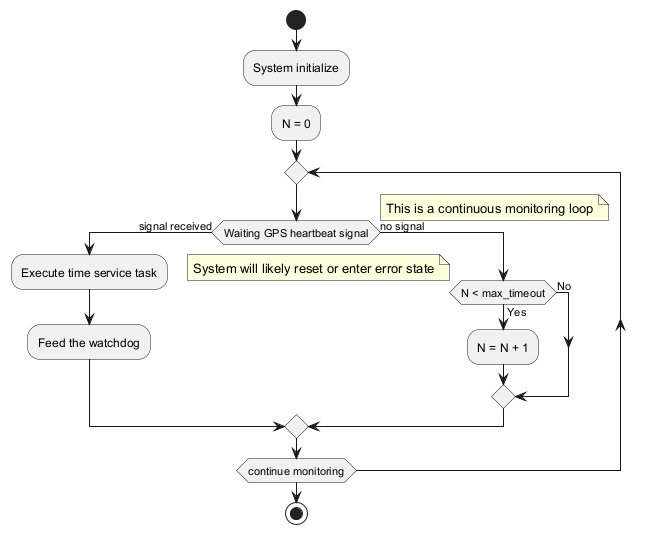 System initialize
N = 0
This is a continuous monitoring loop
signal received
Waiting GPS heartbeat signal
no signal
Execute time service task
System will likely reset or enter error state
N < max_timeout
No
Yes
Feed the watchdog
N = N + 1
continue monitoring